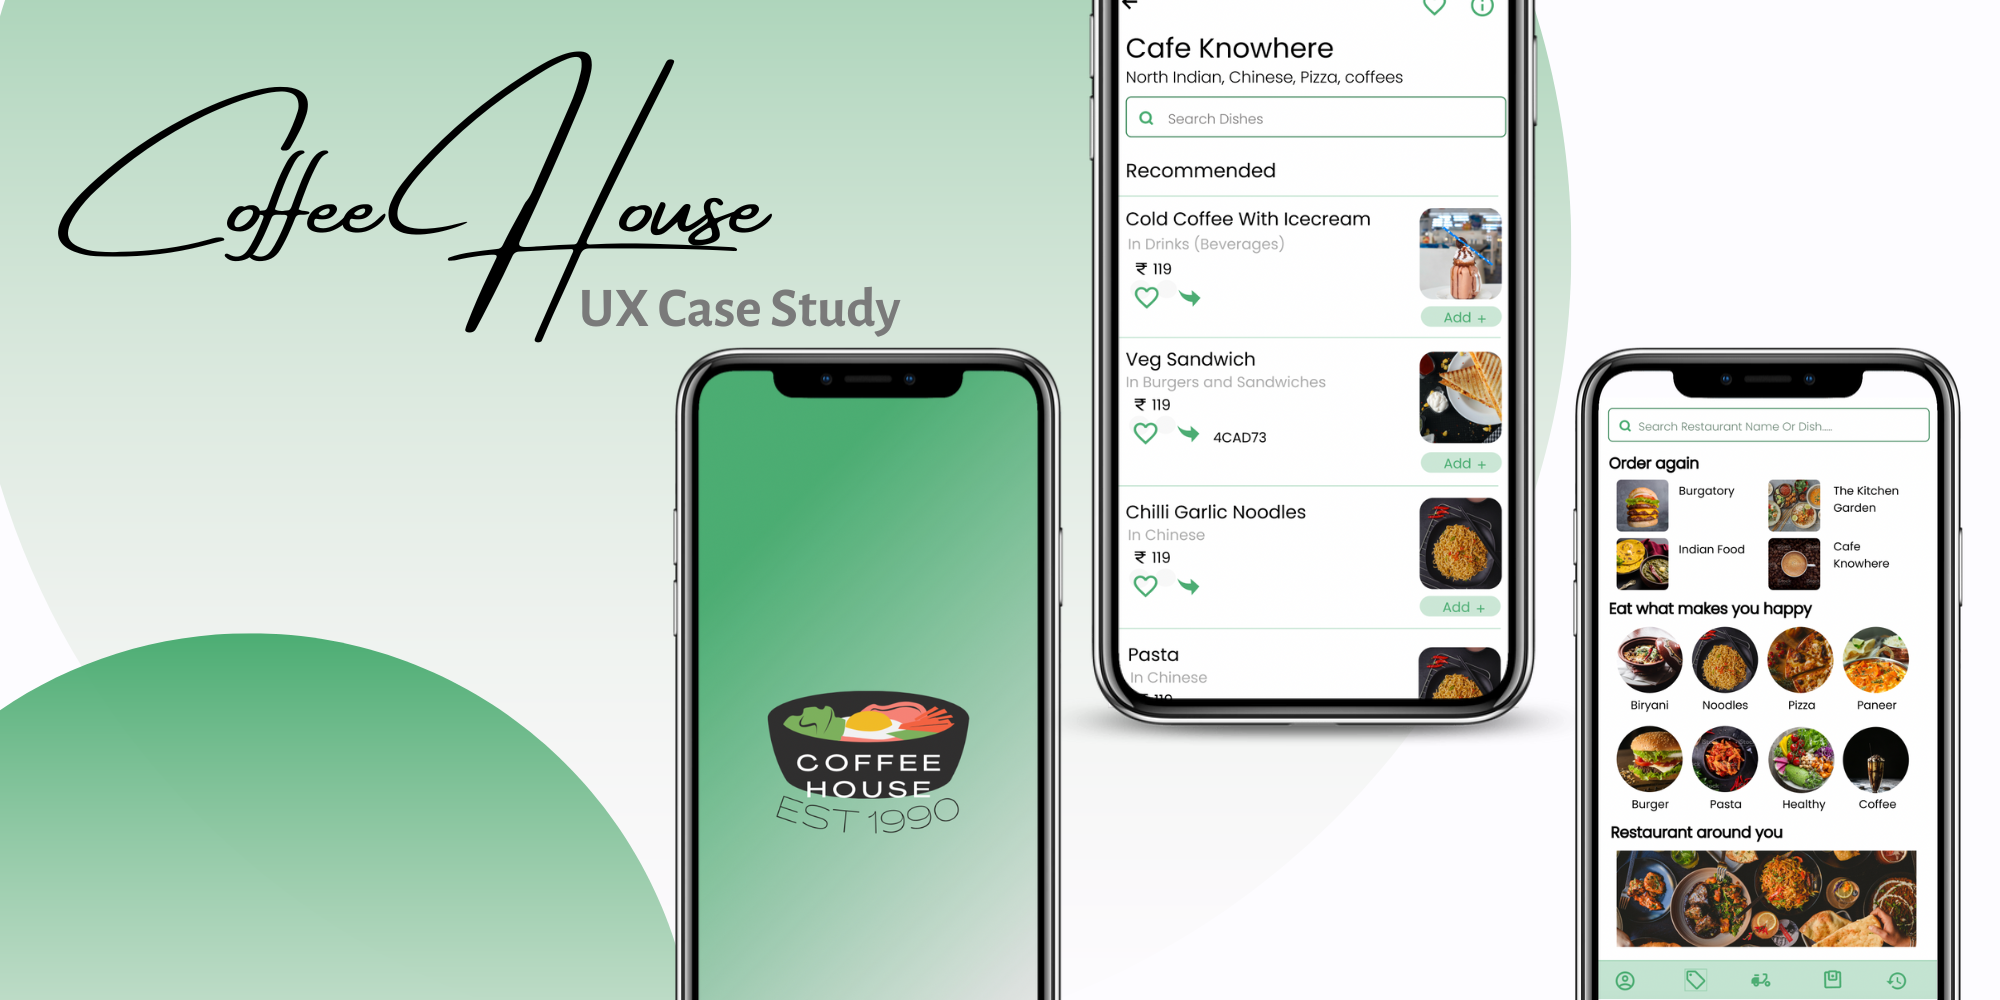 Coffee House
UX Case Study
COFFEE
HOUSE
EST 1990
Cafe Knowhere
North Indian, Chinese, Pizza, coffees
Search Dishes
Recommended
Cold Coffee With Icecream
In Drinks (Beverages)
₹ 119
Add +
Veg Sandwich
In Burgers and Sandwiches
₹ 119
4CAD73
Add +
Chilli Garlic Noodles
In Chinese
₹ 119
Add +
Pasta
In Chinese
Search Restaurant Name Or Dish.....
Order again
Burgatory
The Kitchen
Garden
Indian Food
Cafe
Knowhere
Eat what makes you happy
Biryani
Noodles
Pizza
Paneer
Burger
Pasta
Healthy
Coffee
Restaurant around you